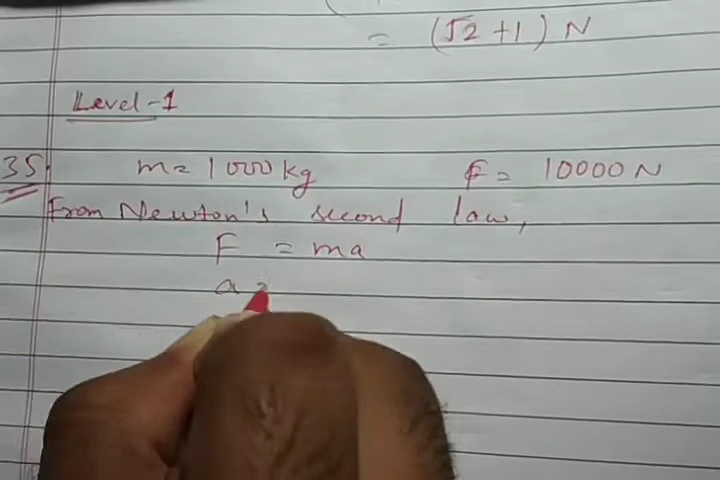 = (√2 +1) N
Level-1
35. m = 1000 kg F = 10000 N
From Newton's second law,
F = ma
a =